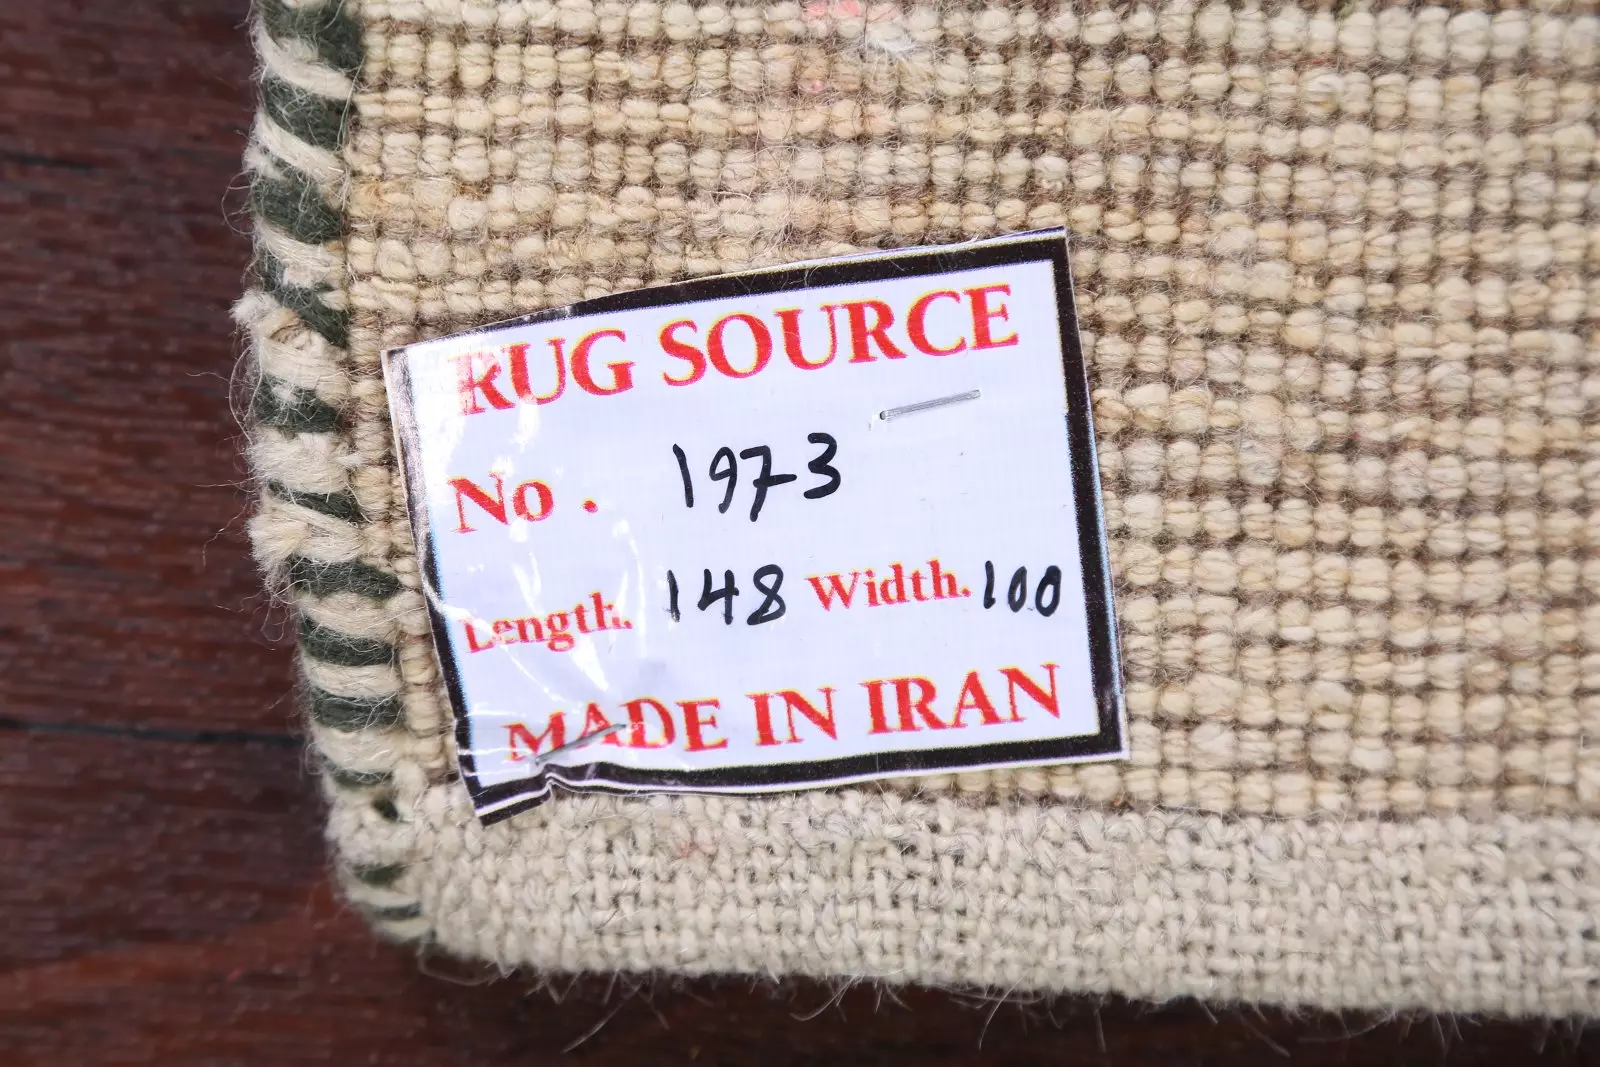 RUG SOURCE
No. 1973
Length. 148 Width. 100
MADE IN IRAN